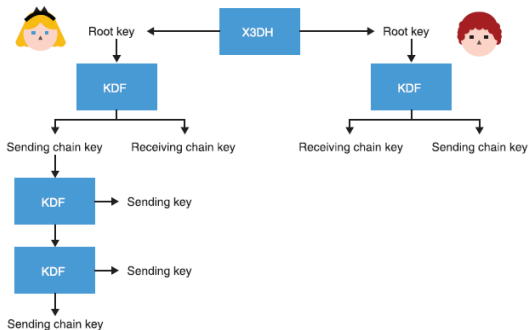 Root key
X3DH
Root key
KDF
KDF
Sending chain key
Receiving chain key
Receiving chain key
Sending chain key
KDF
Sending key
KDF
Sending key
Sending chain key